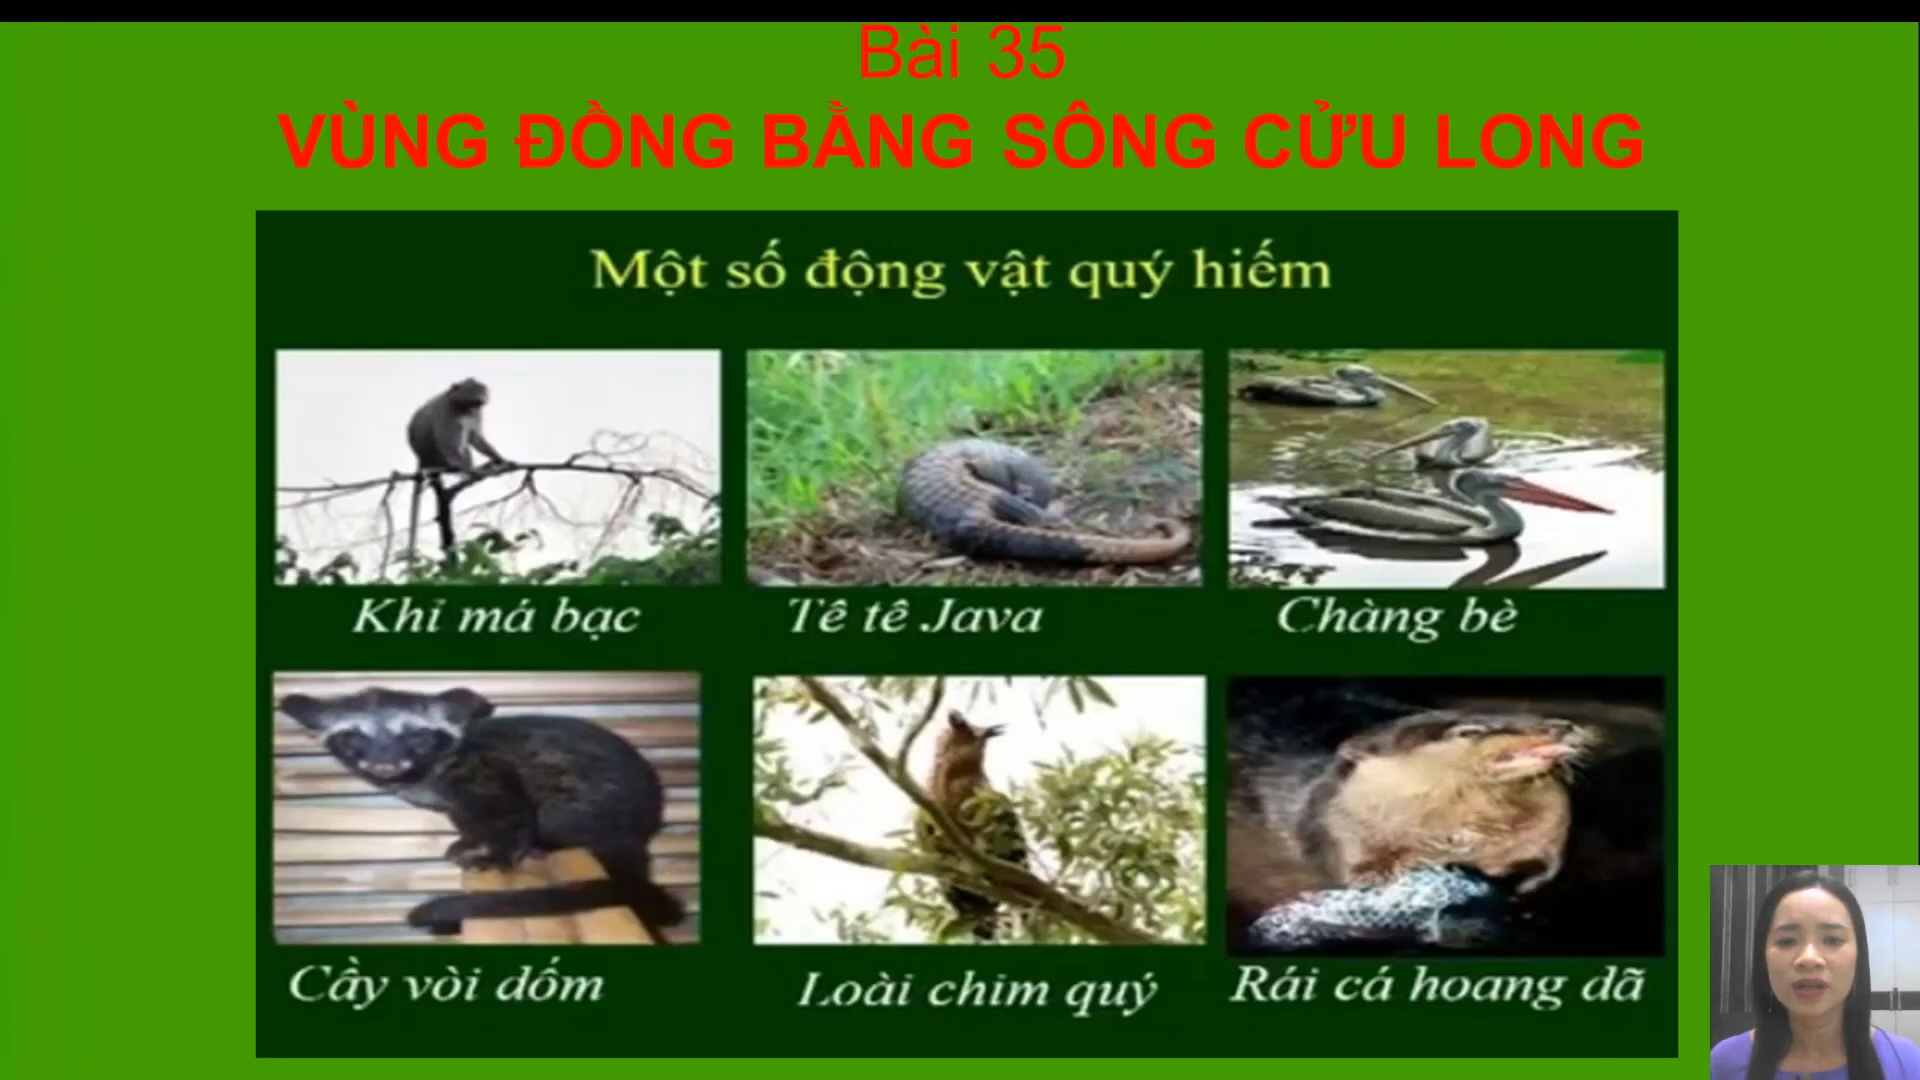 Bài 35
VÙNG ĐỒNG BẰNG SÔNG CỬU LONG
Một số động vật quý hiếm
Khỉ má bạc
Tê tê Java
Chàng bè
Cầy vòi dốm
Loài chim quý
Rái cá hoang dã